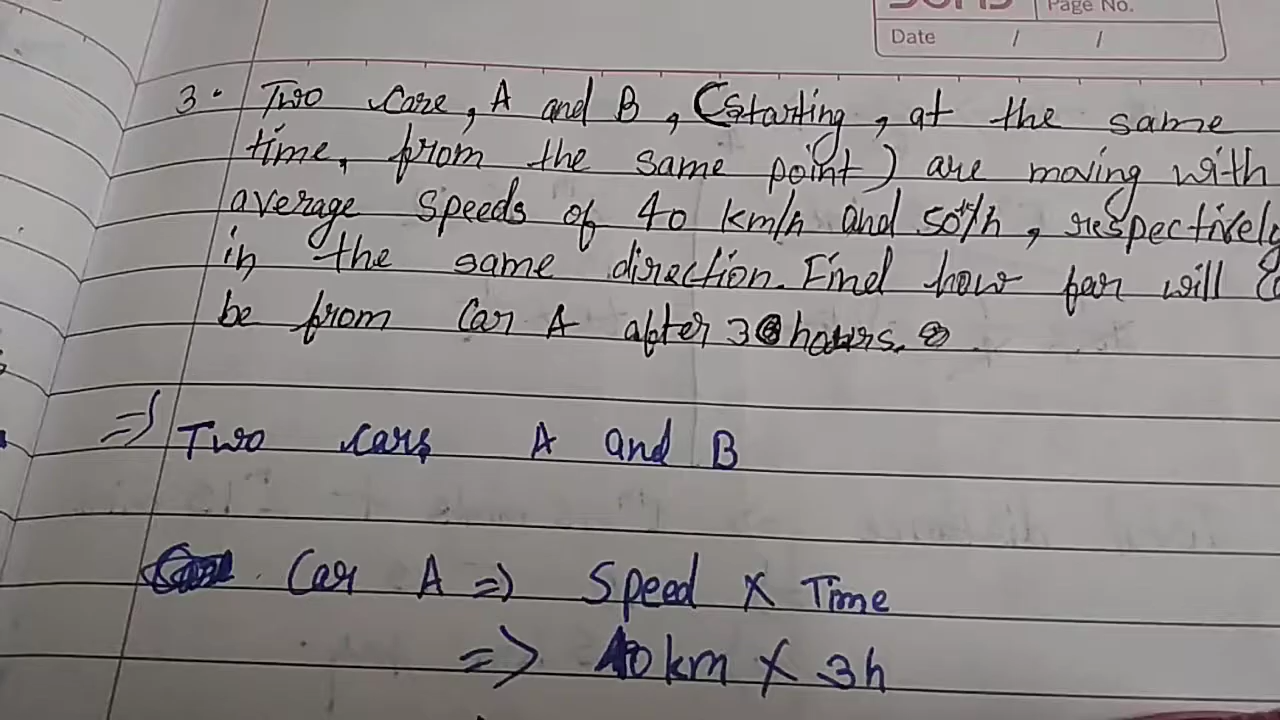 Page No.
Date / /
3. Two care, A and B, (Starting, at the same
time, from the same point) are moving with
average speeds of 40 km/h and 50 /h, respectively
in the same direction. Find how far will
be from Car A after 3 hours.
=> Two cars A and B
Car A => Speed X Time
=> 40 km X 3h